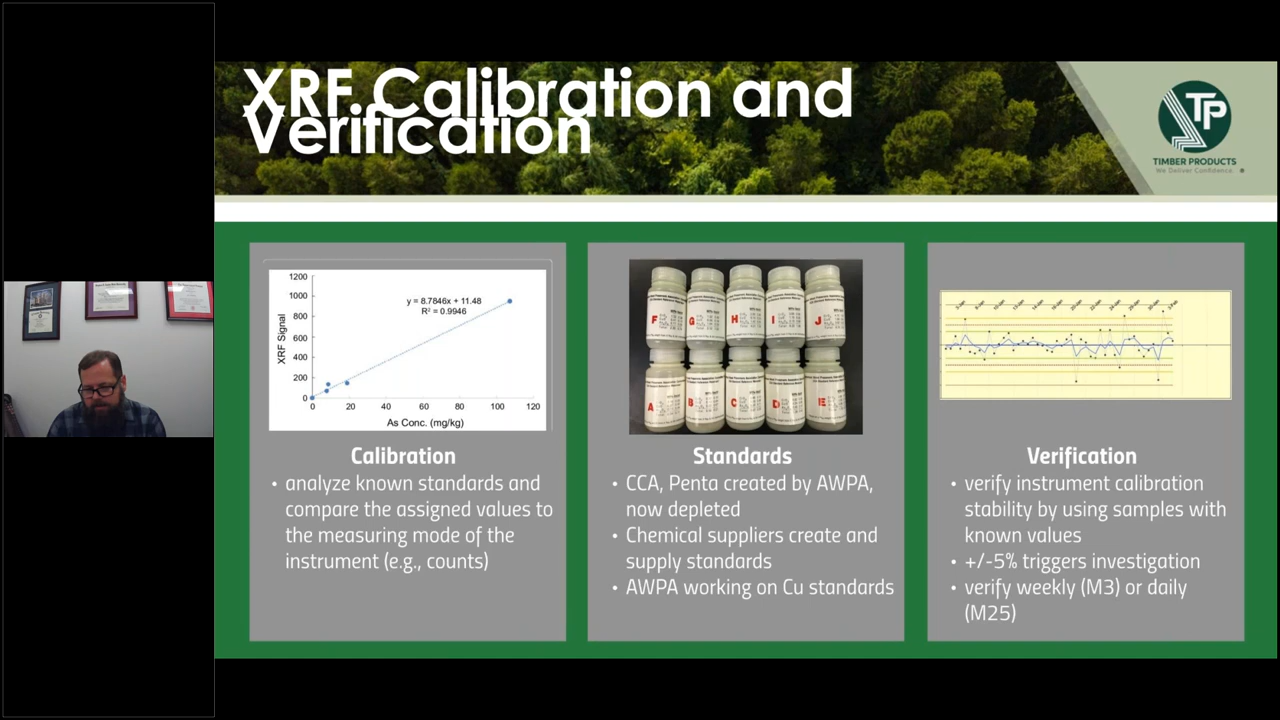 XRF Calibration and
Verification
TP
TIMBER PRODUCTS
We Deliver Confidence
1200
1000
800
600
400
200
0
0
20
40
60
80
100
120
XRF Signal
As Conc. (mg/kg)
y = 8.7846x + 11.48
R² = 0.9946
Calibration
• analyze known standards and
compare the assigned values to
the measuring mode of the
instrument (e.g., counts)
F
G
H
I
J
A
B
C
D
E
Standards
• CCA, Penta created by AWPA,
now depleted
• Chemical suppliers create and
supply standards
• AWPA working on Cu standards
Verification
• verify instrument calibration
stability by using samples with
known values
• +/-5% triggers investigation
• verify weekly (M3) or daily
(M25)